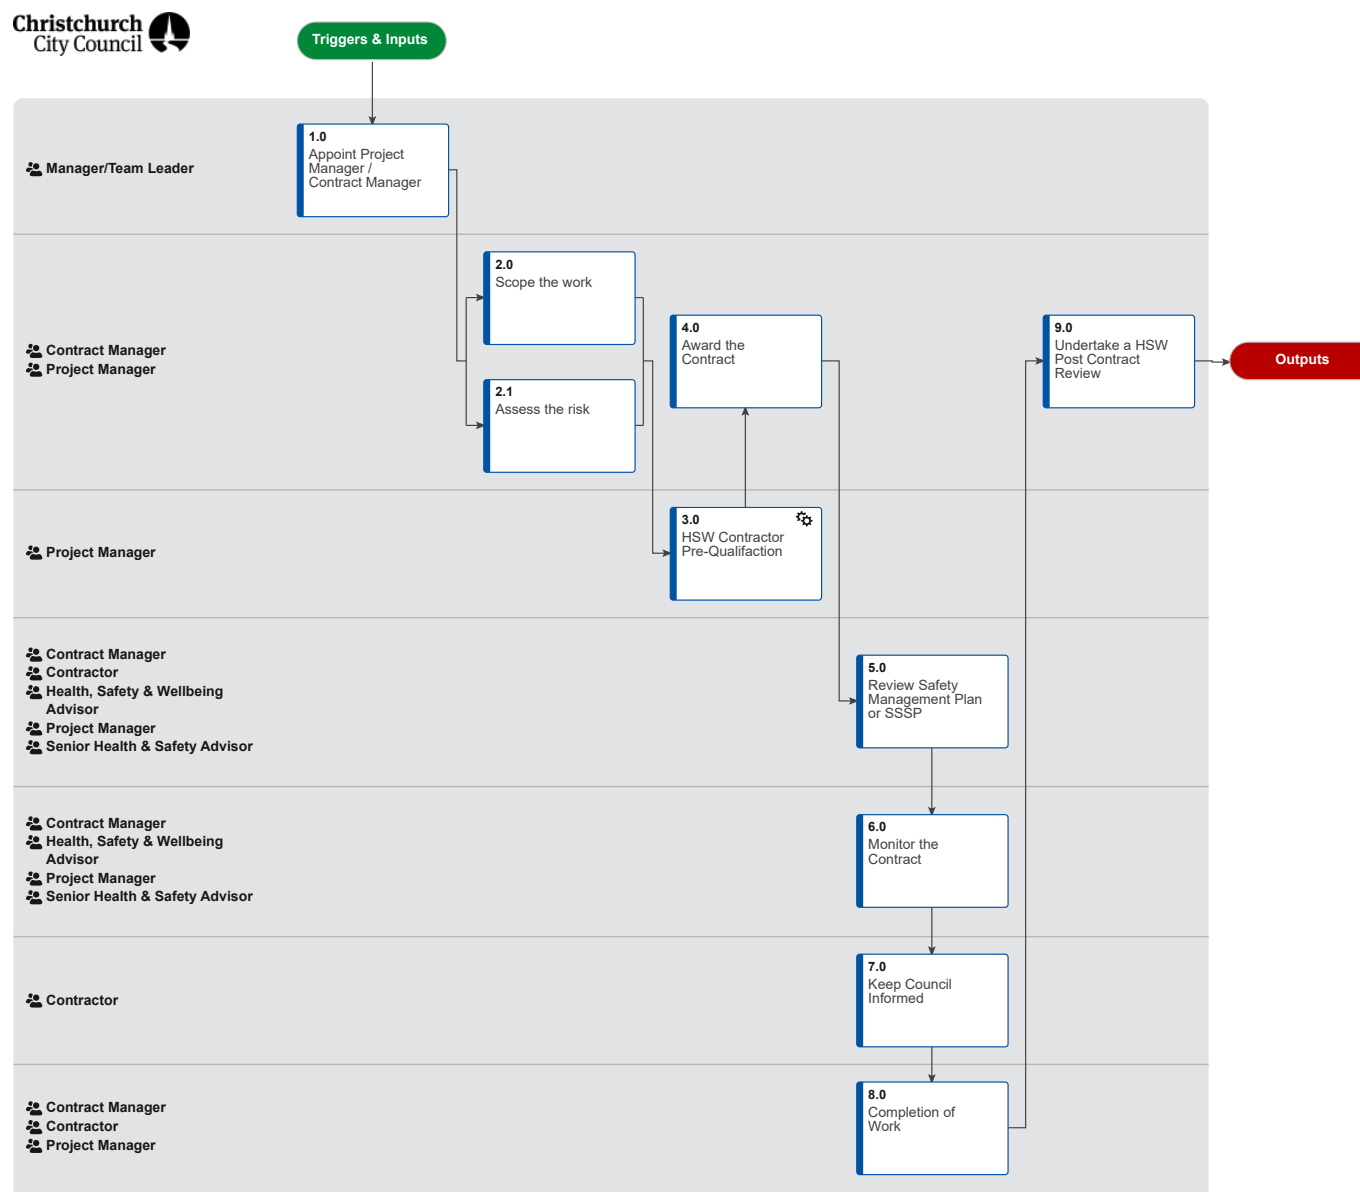 Christchurch
City Council
Triggers & Inputs
Manager/Team Leader
1.0
Appoint Project
Manager /
Contract Manager
Contract Manager
Project Manager
2.0
Scope the work
2.1
Assess the risk
4.0
Award the
Contract
9.0
Undertake a HSW
Post Contract
Review
Outputs
Project Manager
3.0
HSW Contractor
Pre-Qualifaction
Contract Manager
Contractor
Health, Safety & Wellbeing
Advisor
Project Manager
Senior Health & Safety Advisor
5.0
Review Safety
Management Plan
or SSSP
Contract Manager
Health, Safety & Wellbeing
Advisor
Project Manager
Senior Health & Safety Advisor
6.0
Monitor the
Contract
Contractor
7.0
Keep Council
Informed
Contract Manager
Contractor
Project Manager
8.0
Completion of
Work